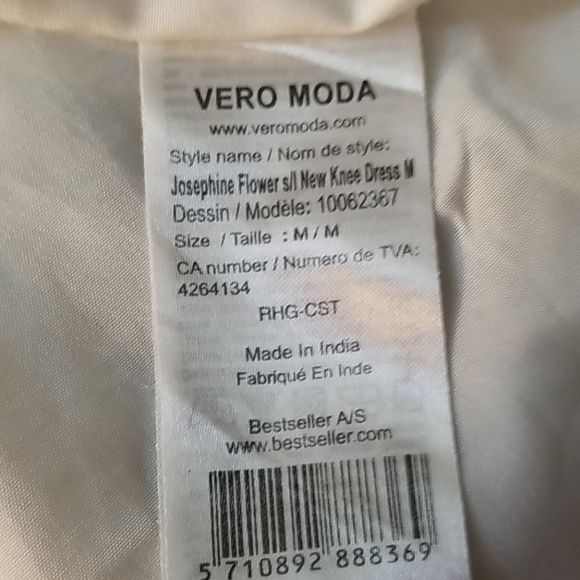 VERO MODA
www.veromoda.com
Style name / Nom de style:
Josephine Flower s/l New Knee Dress M
Dessin / Modèle: 10062367
Size / Taille : M / M
CA number / Numero de TVA:
4264134
RHG-CST
Made In India
Fabriqué En Inde
Bestseller A/S
www.bestseller.com
5 710892 888369